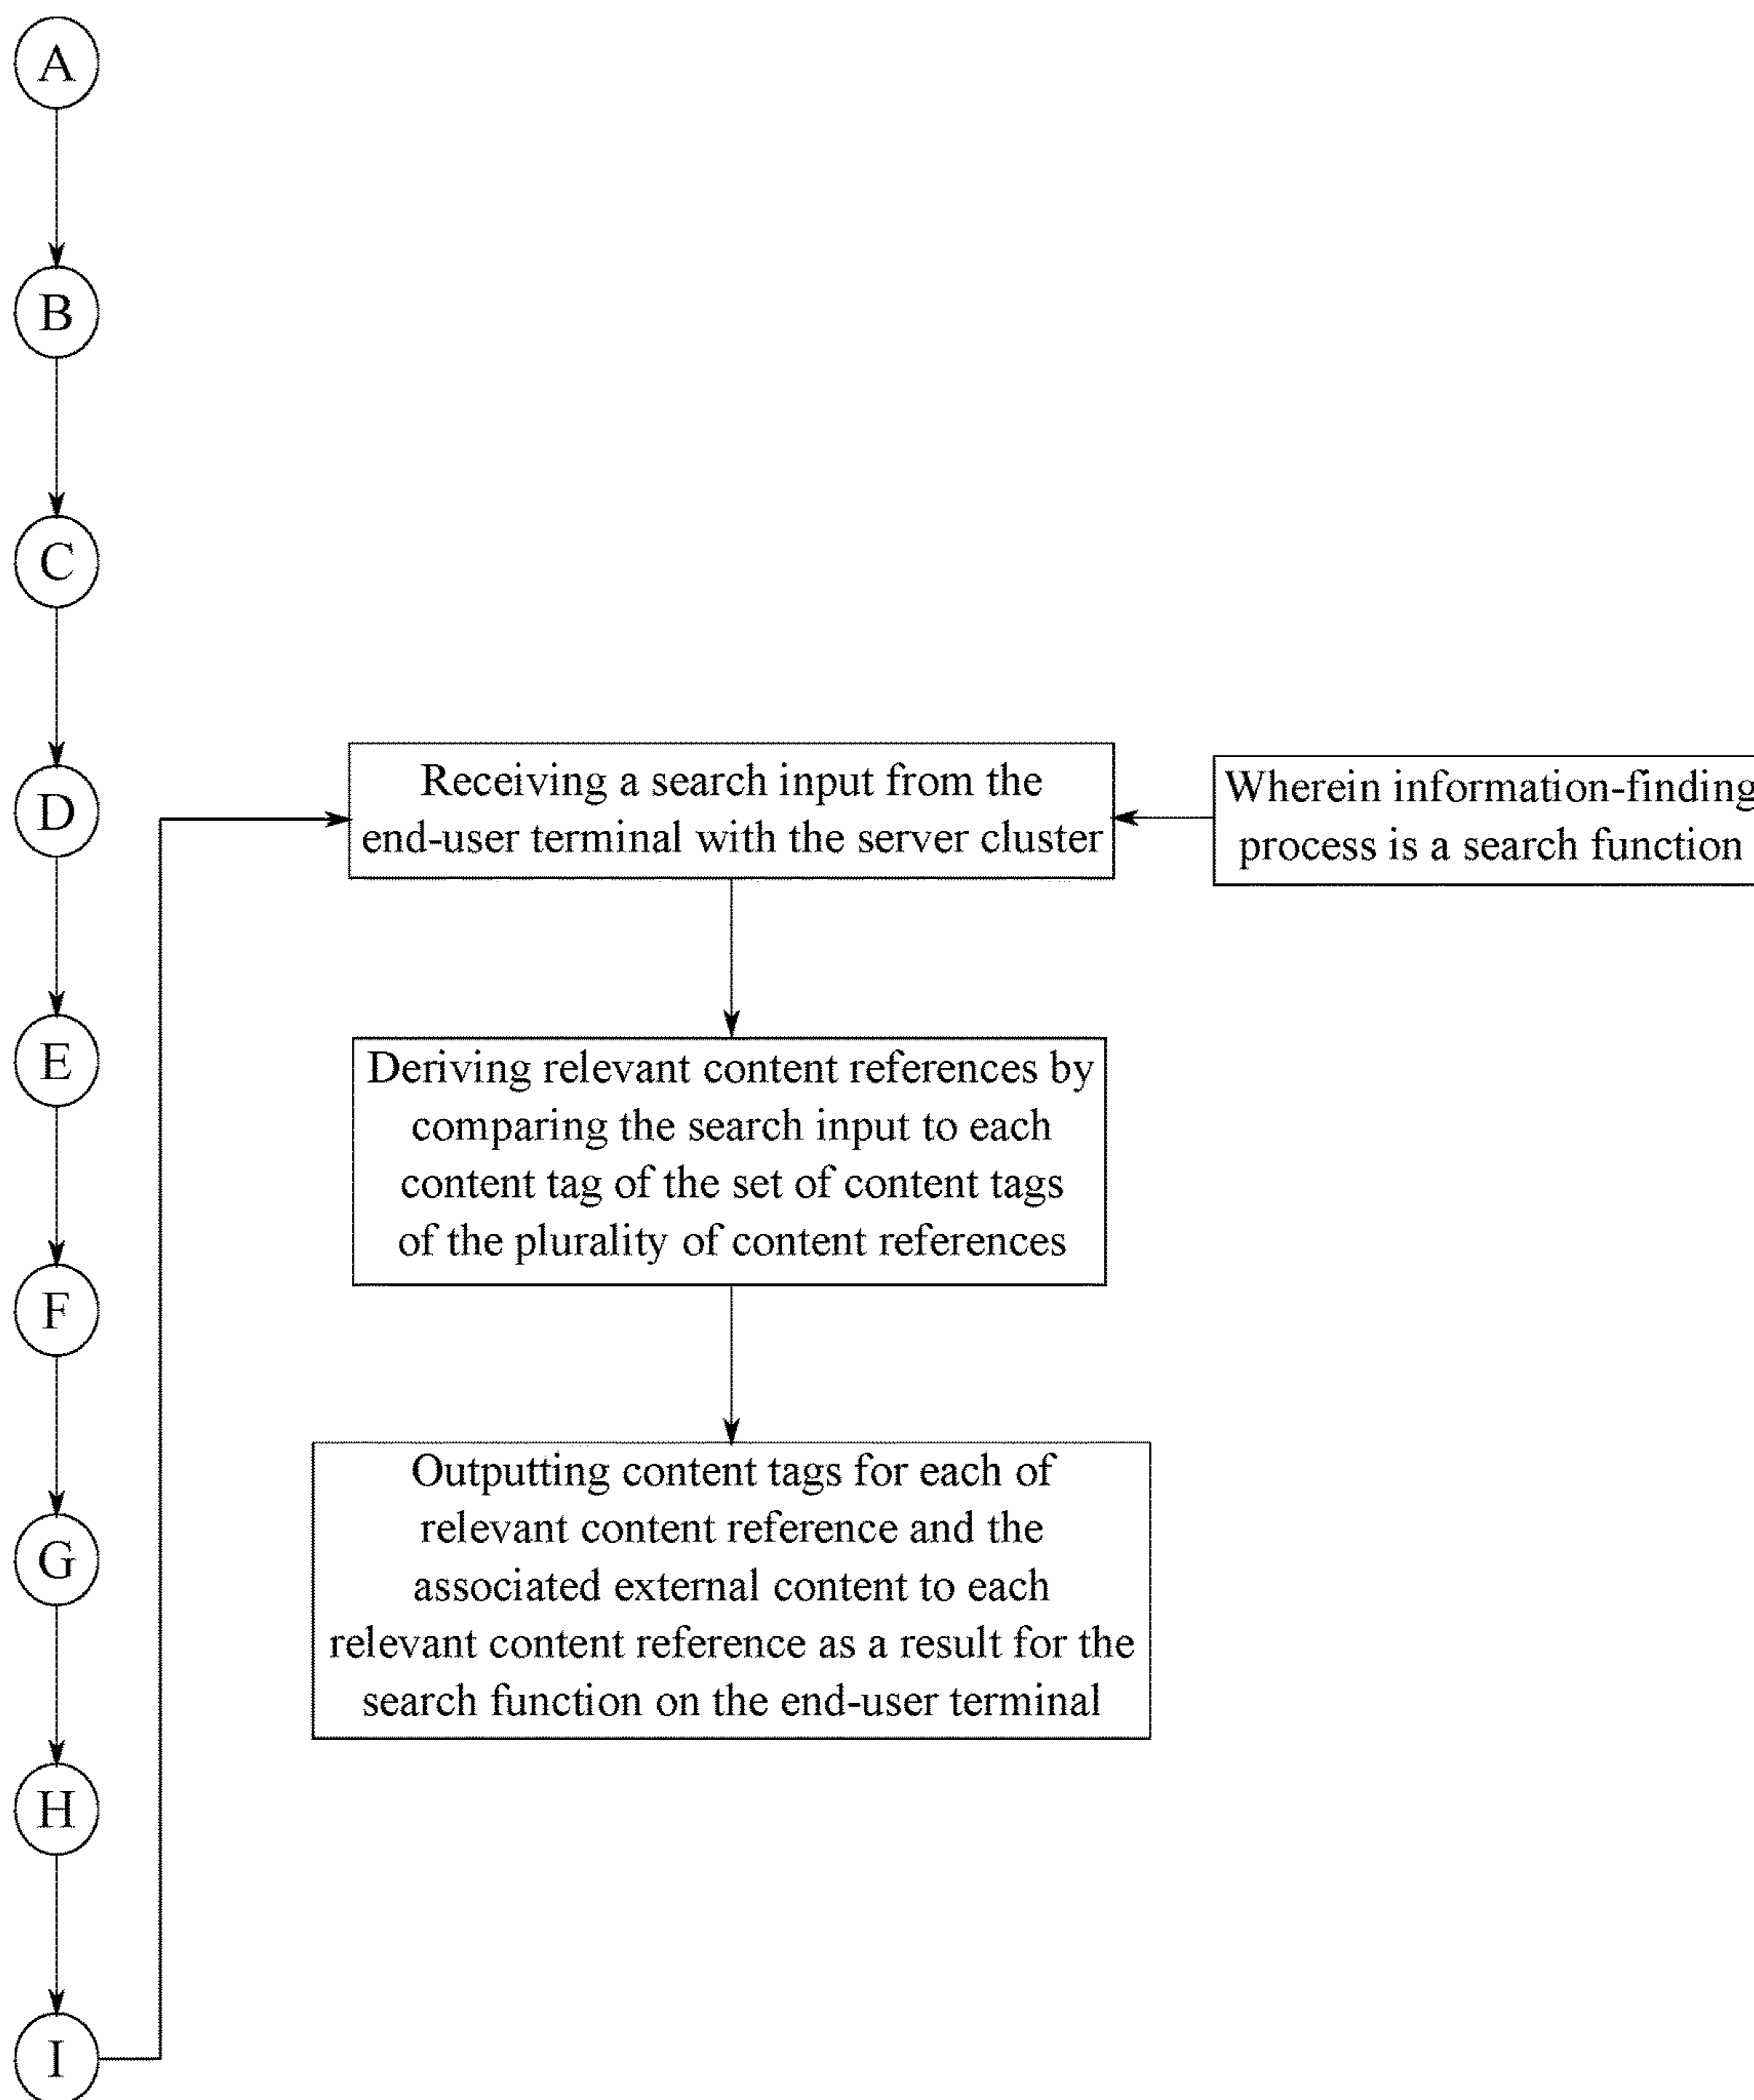 A
B
C
D
E
F
G
H
I
Receiving a search input from the
end-user terminal with the server cluster
Wherein information-finding
process is a search function
Deriving relevant content references by
comparing the search input to each
content tag of the set of content tags
of the plurality of content references
Outputting content tags for each of
relevant content reference and the
associated external content to each
relevant content reference as a result for the
search function on the end-user terminal